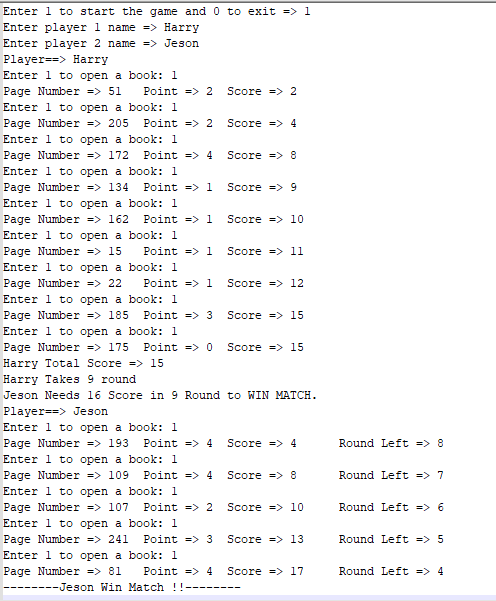 Enter 1 to start the game and 0 to exit => 1
Enter player 1 name => Harry
Enter player 2 name => Jeson
Player==> Harry
Enter 1 to open a book: 1
Page Number => 51   Point => 2  Score => 2
Enter 1 to open a book: 1
Page Number => 205  Point => 2  Score => 4
Enter 1 to open a book: 1
Page Number => 172  Point => 4  Score => 8
Enter 1 to open a book: 1
Page Number => 134  Point => 1  Score => 9
Enter 1 to open a book: 1
Page Number => 162  Point => 1  Score => 10
Enter 1 to open a book: 1
Page Number => 15   Point => 1  Score => 11
Enter 1 to open a book: 1
Page Number => 22   Point => 1  Score => 12
Enter 1 to open a book: 1
Page Number => 185  Point => 3  Score => 15
Enter 1 to open a book: 1
Page Number => 175  Point => 0  Score => 15
Harry Total Score => 15
Harry Takes 9 round
Jeson Needs 16 Score in 9 Round to WIN MATCH.
Player==> Jeson
Enter 1 to open a book: 1
Page Number => 193  Point => 4  Score => 4      Round Left => 8
Enter 1 to open a book: 1
Page Number => 109  Point => 4  Score => 8      Round Left => 7
Enter 1 to open a book: 1
Page Number => 107  Point => 2  Score => 10     Round Left => 6
Enter 1 to open a book: 1
Page Number => 241  Point => 3  Score => 13     Round Left => 5
Enter 1 to open a book: 1
Page Number => 81   Point => 4  Score => 17     Round Left => 4
--------Jeson Win Match !!--------